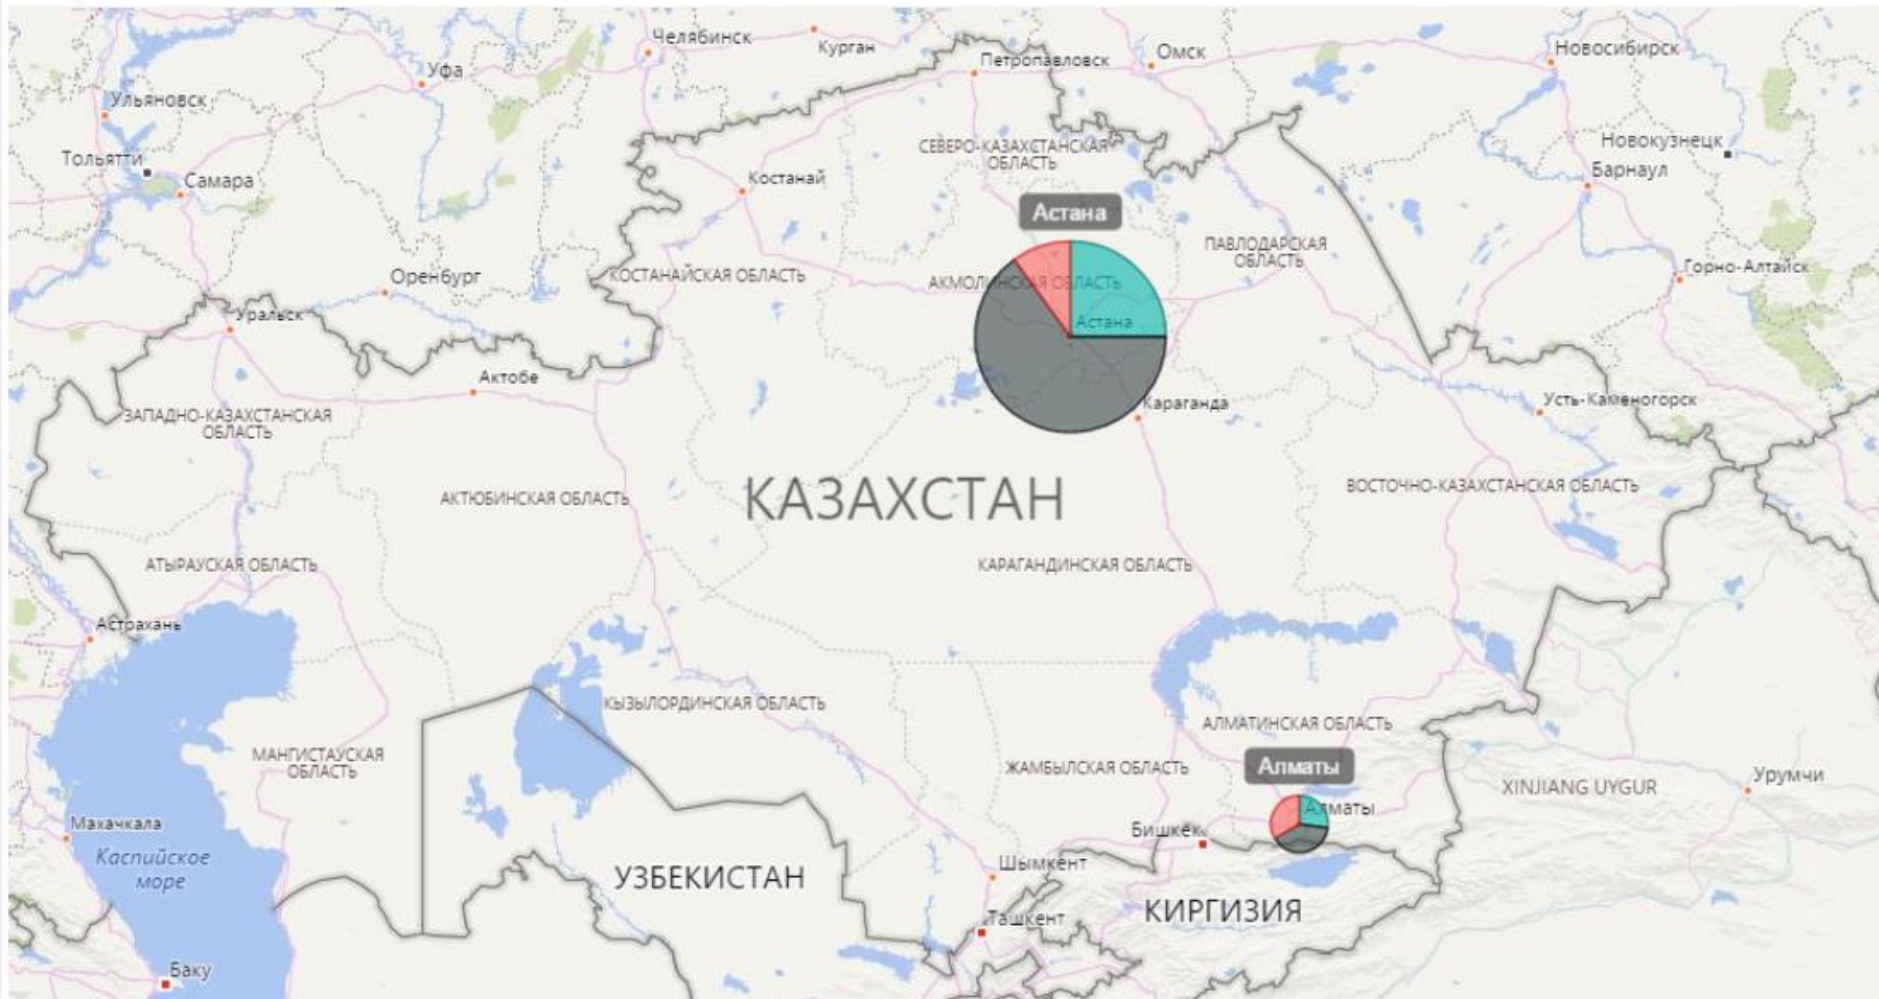 Челябинск
Курган
Петропавловск
Омск
Новосибирск
Уфа
Ульяновск
Тольятти
Самара
Костанай
СЕВЕРО-КАЗАХСТАНСКАЯ
ОБЛАСТЬ
Новокузнецк
Барнаул
Астана
ПАВЛОДАРСКАЯ
ОБЛАСТЬ
Оренбург
КОСТАНАЙСКАЯ ОБЛАСТЬ
АКМОЛИНСКАЯ ОБЛАСТЬ
Горно-Алтайск
Уральск
Астана
Актобе
Караганда
Усть-Каменогорск
ЗАПАДНО-КАЗАХСТАНСКАЯ
ОБЛАСТЬ
АКТЮБИНСКАЯ ОБЛАСТЬ
КАЗАХСТАН
ВОСТОЧНО-КАЗАХСТАНСКАЯ ОБЛАСТЬ
АТЫРАУСКАЯ ОБЛАСТЬ
КАРАГАНДИНСКАЯ ОБЛАСТЬ
Астрахань
КЫЗЫЛОРДИНСКАЯ ОБЛАСТЬ
АЛМАТИНСКАЯ ОБЛАСТЬ
МАНГИСТАУСКАЯ
ОБЛАСТЬ
ЖАМБЫЛСКАЯ ОБЛАСТЬ
Алматы
XINJIANG UYGUR
Урумчи
Алматы
Махачкала
Бишкек
Каспийское
море
УЗБЕКИСТАН
Шымкент
КИРГИЗИЯ
Ташкент
Баку